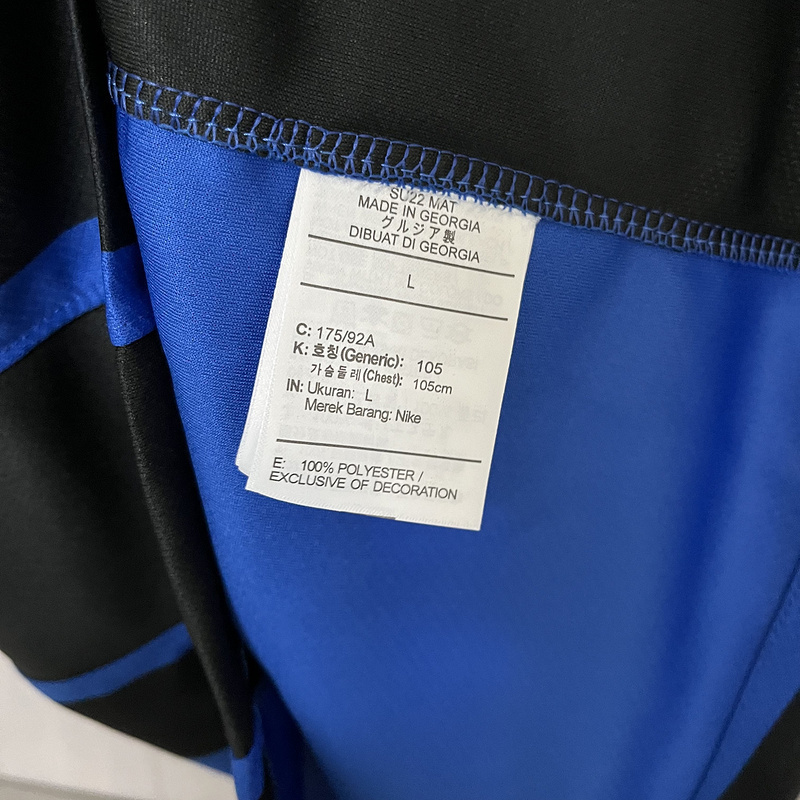 SU22 MAT
MADE IN GEORGIA
グルジア製
DIBUAT DI GEORGIA
L
C: 175/92A
K: 호칭(Generic): 105
가슴둘레(Chest): 105cm
IN: Ukuran: L
Merek Barang: Nike
E: 100% POLYESTER /
EXCLUSIVE OF DECORATION